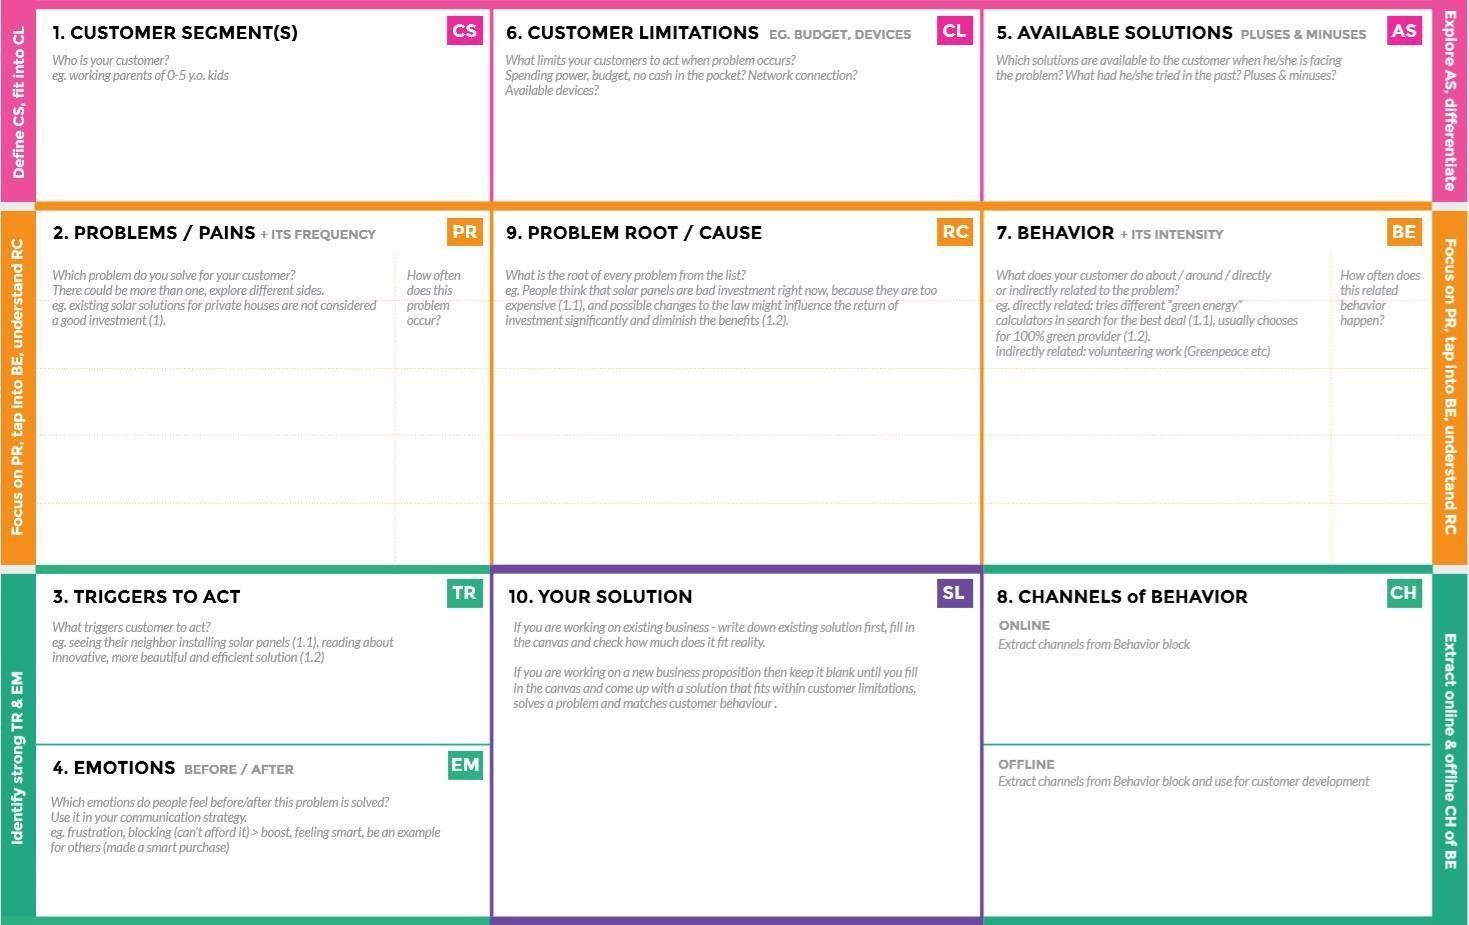 Define CS, fit into CL
1. CUSTOMER SEGMENT(S) CS
Who is your customer?
eg. working parents of 0-5 y.o. kids
6. CUSTOMER LIMITATIONS EG. BUDGET, DEVICES CL
What limits your customers to act when problem occurs?
Spending power, budget, no cash in the pocket? Network connection?
Available devices?
5. AVAILABLE SOLUTIONS PLUSES & MINUSES AS
Which solutions are available to the customer when he/she is facing
the problem? What had he/she tried in the past? Pluses & minuses?
Explore AS, differentiate
Focus on PR, tap into BE, understand RC
2. PROBLEMS / PAINS + ITS FREQUENCY PR
Which problem do you solve for your customer?
There could be more than one, explore different sides.
eg. existing solar solutions for private houses are not considered
a good investment (1).
How often
does this
problem
occur?
9. PROBLEM ROOT / CAUSE RC
What is the root of every problem from the list?
eg. People think that solar panels are bad investment right now, because they are too
expensive (1.1), and possible changes to the law might influence the return of
investment significantly and diminish the benefits (1.2).
7. BEHAVIOR + ITS INTENSITY BE
What does your customer do about / around / directly
or indirectly related to the problem?
eg. directly related: tries different "green energy"
calculators in search for the best deal (1.1), usually chooses
for 100% green provider (1.2).
indirectly related: volunteering work (Greenpeace etc)
How often does
this related
behavior
happen?
Focus on PR, tap into BE, understand RC
Identify strong TR & EM
3. TRIGGERS TO ACT TR
What triggers customer to act?
eg. seeing their neighbor installing solar panels (1.1), reading about
innovative, more beautiful and efficient solution (1.2)
4. EMOTIONS BEFORE / AFTER EM
Which emotions do people feel before/after this problem is solved?
Use it in your communication strategy.
eg. frustration, blocking (can't afford it) > boost, feeling smart, be an example
for others (made a smart purchase)
10. YOUR SOLUTION SL
If you are working on existing business - write down existing solution first, fill in
the canvas and check how much does it fit reality.
If you are working on a new business proposition then keep it blank until you fill
in the canvas and come up with a solution that fits within customer limitations,
solves a problem and matches customer behaviour .
8. CHANNELS of BEHAVIOR CH
ONLINE
Extract channels from Behavior block
OFFLINE
Extract channels from Behavior block and use for customer development
Extract online & offline CH of BE